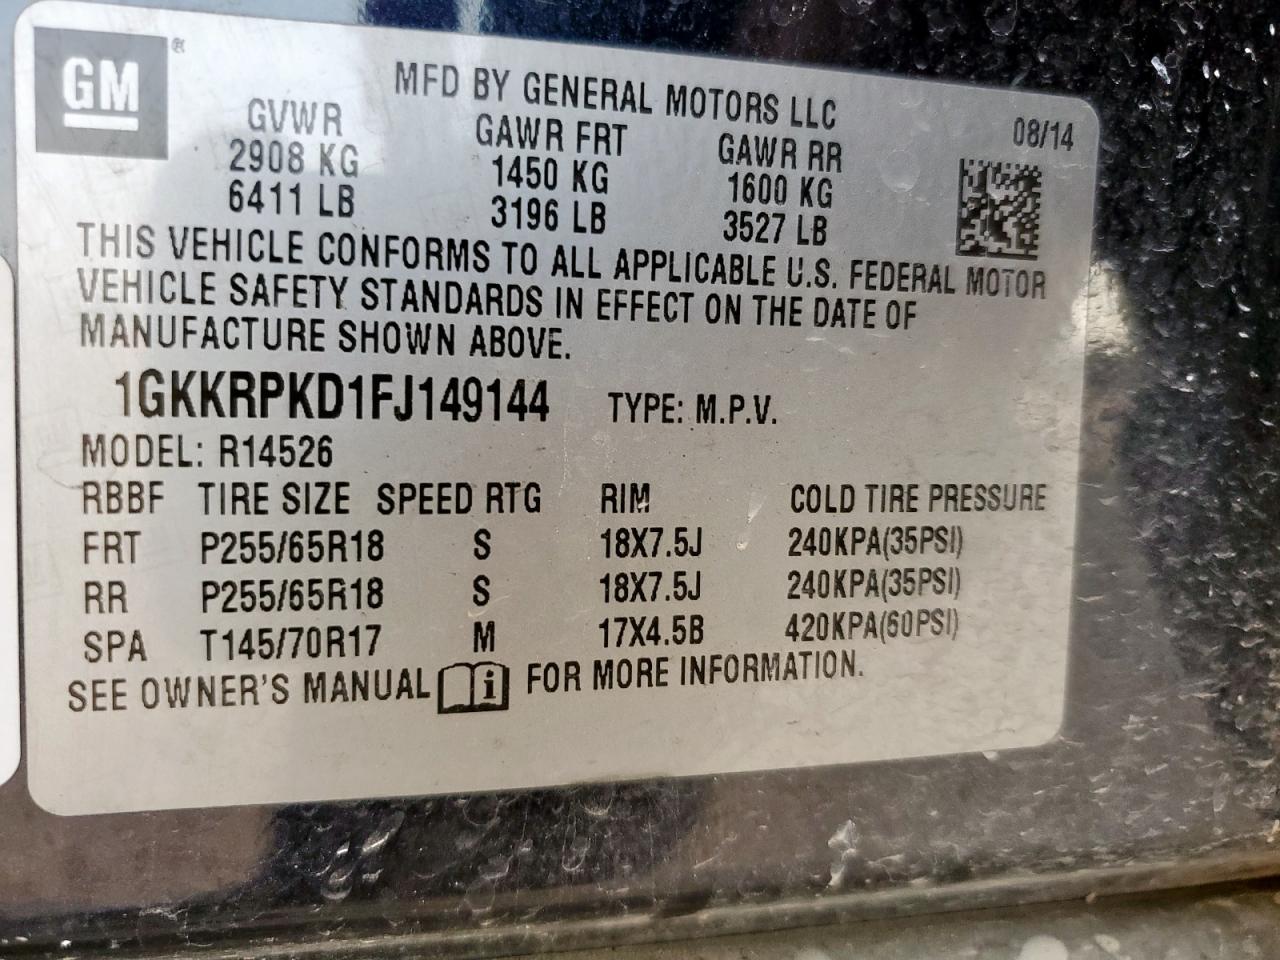 GM ®
MFD BY GENERAL MOTORS LLC
08/14
GVWR GAWR FRT GAWR RR
2908 KG 1450 KG 1600 KG
6411 LB 3196 LB 3527 LB
THIS VEHICLE CONFORMS TO ALL APPLICABLE U.S. FEDERAL MOTOR
VEHICLE SAFETY STANDARDS IN EFFECT ON THE DATE OF
MANUFACTURE SHOWN ABOVE.
1GKKRPKD1FJ149144 TYPE: M.P.V.
MODEL: R14526
RBBF TIRE SIZE SPEED RTG RIM COLD TIRE PRESSURE
FRT P255/65R18 S 18X7.5J 240KPA(35PSI)
RR P255/65R18 S 18X7.5J 240KPA(35PSI)
SPA T145/70R17 M 17X4.5B 420KPA(60PSI)
SEE OWNER'S MANUAL i FOR MORE INFORMATION.